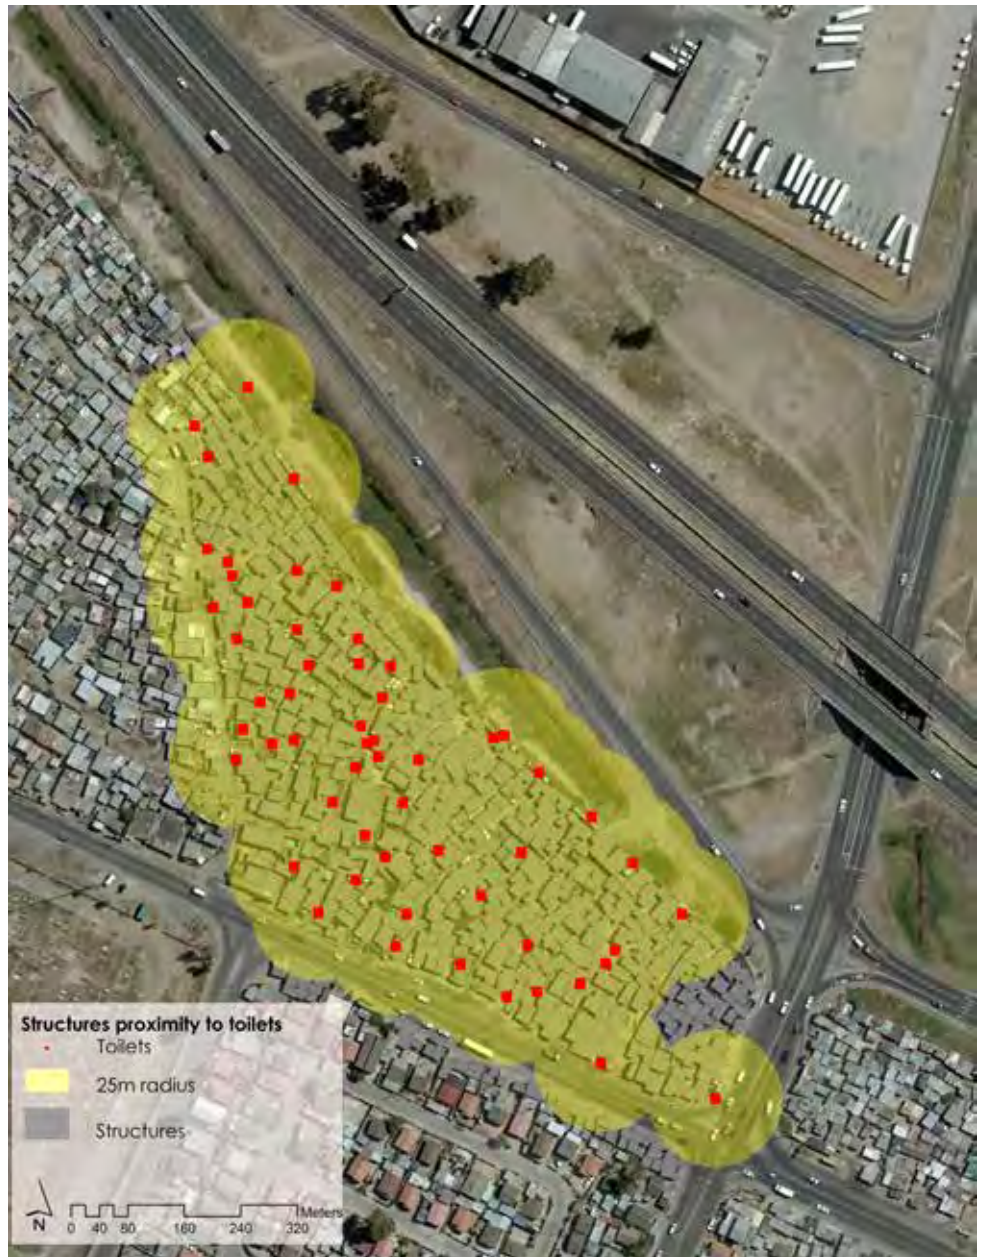 Structures proximity to toilets
Toilets
25m radius
Structures
N
0 40 80 160 240 320 Meters